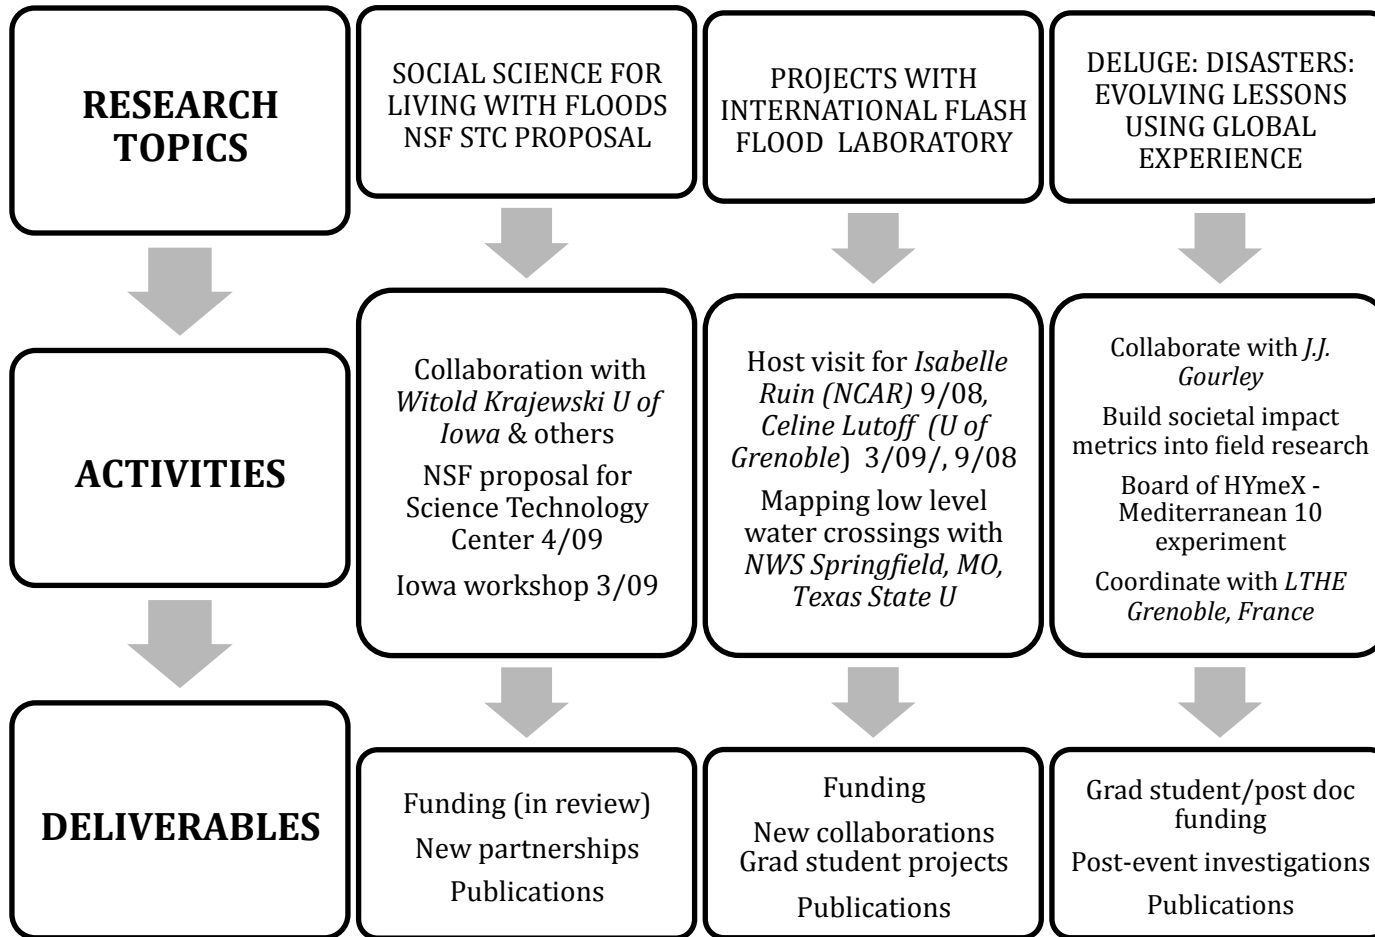 RESEARCH
TOPICS
SOCIAL SCIENCE FOR
LIVING WITH FLOODS
NSF STC PROPOSAL
PROJECTS WITH
INTERNATIONAL FLASH
FLOOD LABORATORY
DELUGE: DISASTERS:
EVOLVING LESSONS
USING GLOBAL
EXPERIENCE
ACTIVITIES
Collaboration with
Witold Krajewski U of
Iowa & others
NSF proposal for
Science Technology
Center 4/09
Iowa workshop 3/09
Host visit for Isabelle
Ruin (NCAR) 9/08,
Celine Lutoff (U of
Grenoble) 3/09/, 9/08
Mapping low level
water crossings with
NWS Springfield, MO,
Texas State U
Collaborate with J.J.
Gourley
Build societal impact
metrics into field research
Board of HYmeX -
Mediterranean 10
experiment
Coordinate with LTHE
Grenoble, France
DELIVERABLES
Funding (in review)
New partnerships
Publications
Funding
New collaborations
Grad student projects
Publications
Grad student/post doc
funding
Post-event investigations
Publications